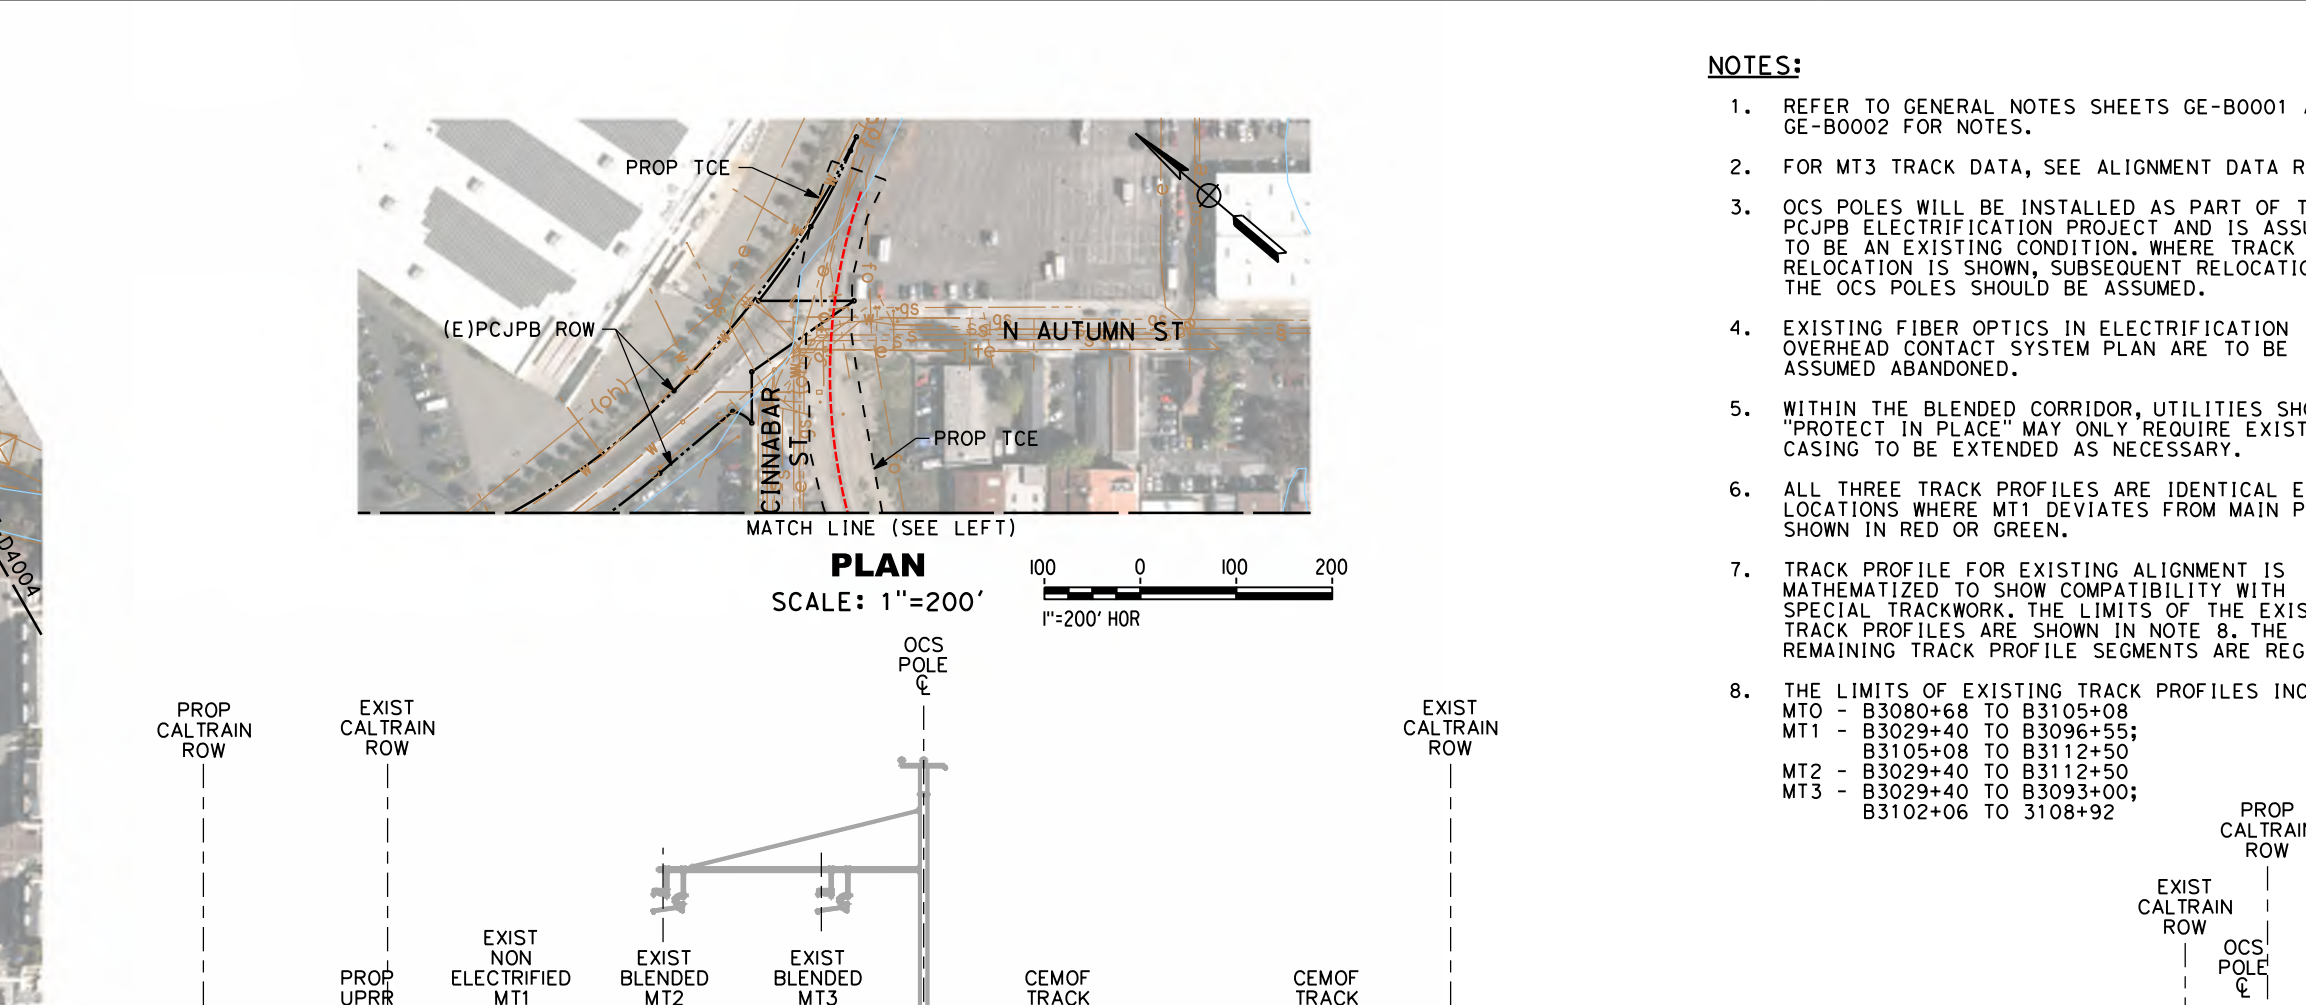 PROP TCE
(E)PCJPB ROW
N AUTUMN ST
CINNABAR
ST
PROP TCE
MATCH LINE (SEE LEFT)
PLAN
SCALE: 1"=200'
100 0 100 200
1"=200' HOR
D400A
OCS
POLE
℄
PROP
CALTRAIN
ROW
EXIST
CALTRAIN
ROW
EXIST
CALTRAIN
ROW
EXIST
NON
ELECTRIFIED
MT1
PROP
UPRR
EXIST
BLENDED
MT2
EXIST
BLENDED
MT3
CEMOF
TRACK
CEMOF
TRACK
NOTES:
1. REFER TO GENERAL NOTES SHEETS GE-B0001
GE-B0002 FOR NOTES.
2. FOR MT3 TRACK DATA, SEE ALIGNMENT DATA R
3. OCS POLES WILL BE INSTALLED AS PART OF T
PCJPB ELECTRIFICATION PROJECT AND IS ASSU
TO BE AN EXISTING CONDITION. WHERE TRACK
RELOCATION IS SHOWN, SUBSEQUENT RELOCATIO
THE OCS POLES SHOULD BE ASSUMED.
4. EXISTING FIBER OPTICS IN ELECTRIFICATION
OVERHEAD CONTACT SYSTEM PLAN ARE TO BE
ASSUMED ABANDONED.
5. WITHIN THE BLENDED CORRIDOR, UTILITIES SHO
"PROTECT IN PLACE" MAY ONLY REQUIRE EXIST
CASING TO BE EXTENDED AS NECESSARY.
6. ALL THREE TRACK PROFILES ARE IDENTICAL E
LOCATIONS WHERE MT1 DEVIATES FROM MAIN P
SHOWN IN RED OR GREEN.
7. TRACK PROFILE FOR EXISTING ALIGNMENT IS
MATHEMATIZED TO SHOW COMPATIBILITY WITH
SPECIAL TRACKWORK. THE LIMITS OF THE EXIS
TRACK PROFILES ARE SHOWN IN NOTE 8. THE
REMAINING TRACK PROFILE SEGMENTS ARE REG
8. THE LIMITS OF EXISTING TRACK PROFILES INC
MT0 - B3080+68 TO B3105+08
MT1 - B3029+40 TO B3096+55;
B3105+08 TO B3112+50
MT2 - B3029+40 TO B3112+50
MT3 - B3029+40 TO B3093+00;
B3102+06 TO 3108+92
PROP
CALTRAIN
ROW
EXIST
CALTRAIN
ROW
OCS
POLE
℄